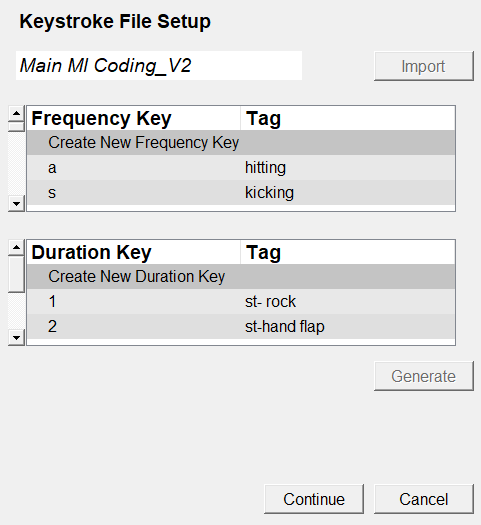 Keystroke File Setup
Main MI Coding_V2
Import
Frequency Key Tag
Create New Frequency Key
a hitting
s kicking
Duration Key Tag
Create New Duration Key
1 st- rock
2 st-hand flap
Generate
Continue Cancel